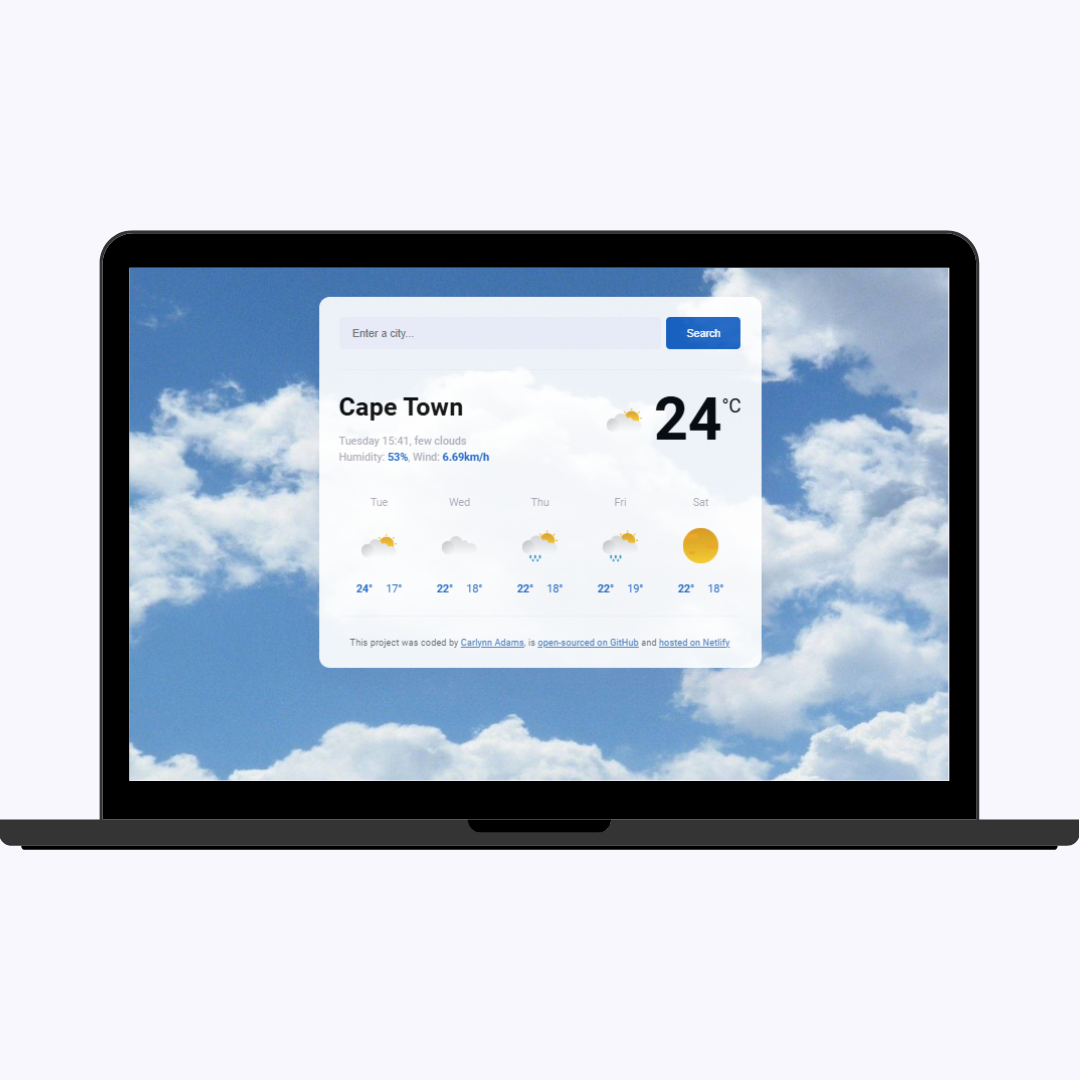 Enter a city... Search
Cape Town 24°C
Tuesday 15:41, few clouds
Humidity: 53%, Wind: 6.69km/h
Tue Wed Thu Fri Sat
24° 17° 22° 18° 22° 18° 22° 19° 22° 18°
This project was coded by Carlynn Adams, is open-sourced on GitHub and hosted on Netlify